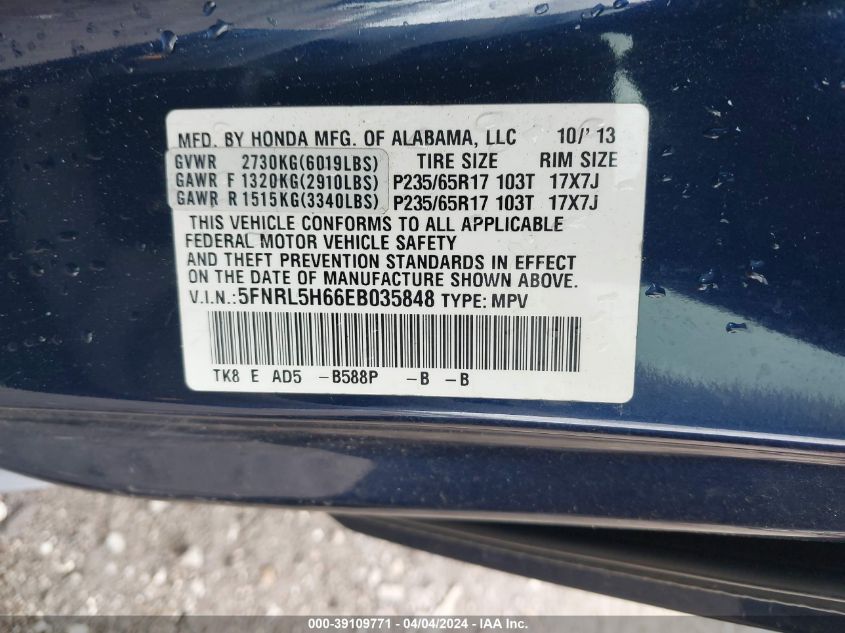 MFD. BY HONDA MFG. OF ALABAMA, LLC 10/'13
GVWR 2730KG(6019LBS) TIRE SIZE RIM SIZE
GAWR F 1320KG(2910LBS) P235/65R17 103T 17X7J
GAWR R 1515KG(3340LBS) P235/65R17 103T 17X7J
THIS VEHICLE CONFORMS TO ALL APPLICABLE
FEDERAL MOTOR VEHICLE SAFETY
AND THEFT PREVENTION STANDARDS IN EFFECT
ON THE DATE OF MANUFACTURE SHOWN ABOVE.
V.I.N.:5FNRL5H66EB035848 TYPE: MPV
TK8 E AD5 -B588P -B -B
000-39109771 - 04/04/2024 - IAAI - IAA Inc.